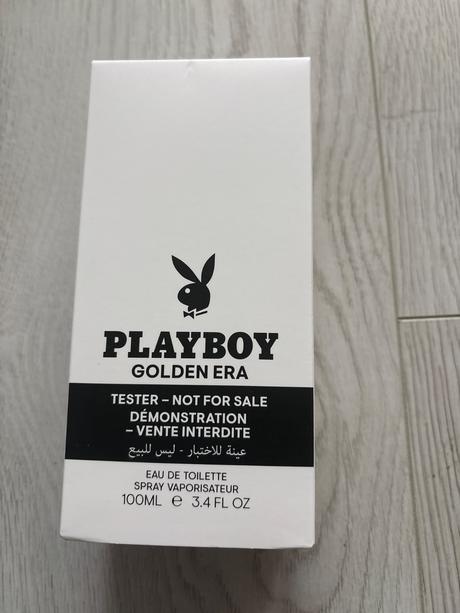 PLAYBOY
GOLDEN ERA
TESTER – NOT FOR SALE
DÉMONSTRATION
– VENTE INTERDITE
عينة للاختبار - ليس للبيع
EAU DE TOILETTE
SPRAY VAPORISATEUR
100ML ℮ 3.4 FL OZ